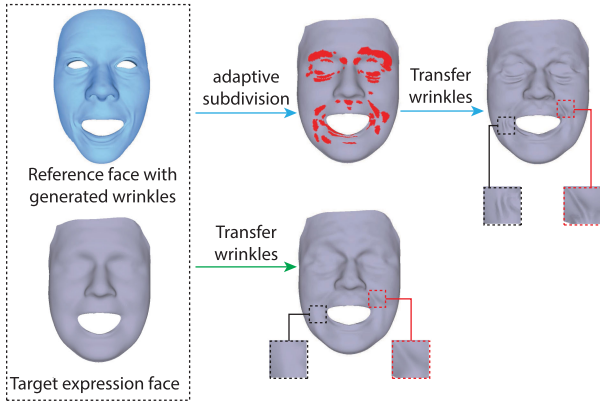 adaptive
subdivision
Transfer
wrinkles
Reference face with
generated wrinkles
Transfer
wrinkles
Target expression face